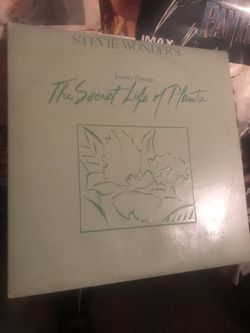 STEVIE WONDER'S
IMAX
Journey Through
The Secret Life of Plants